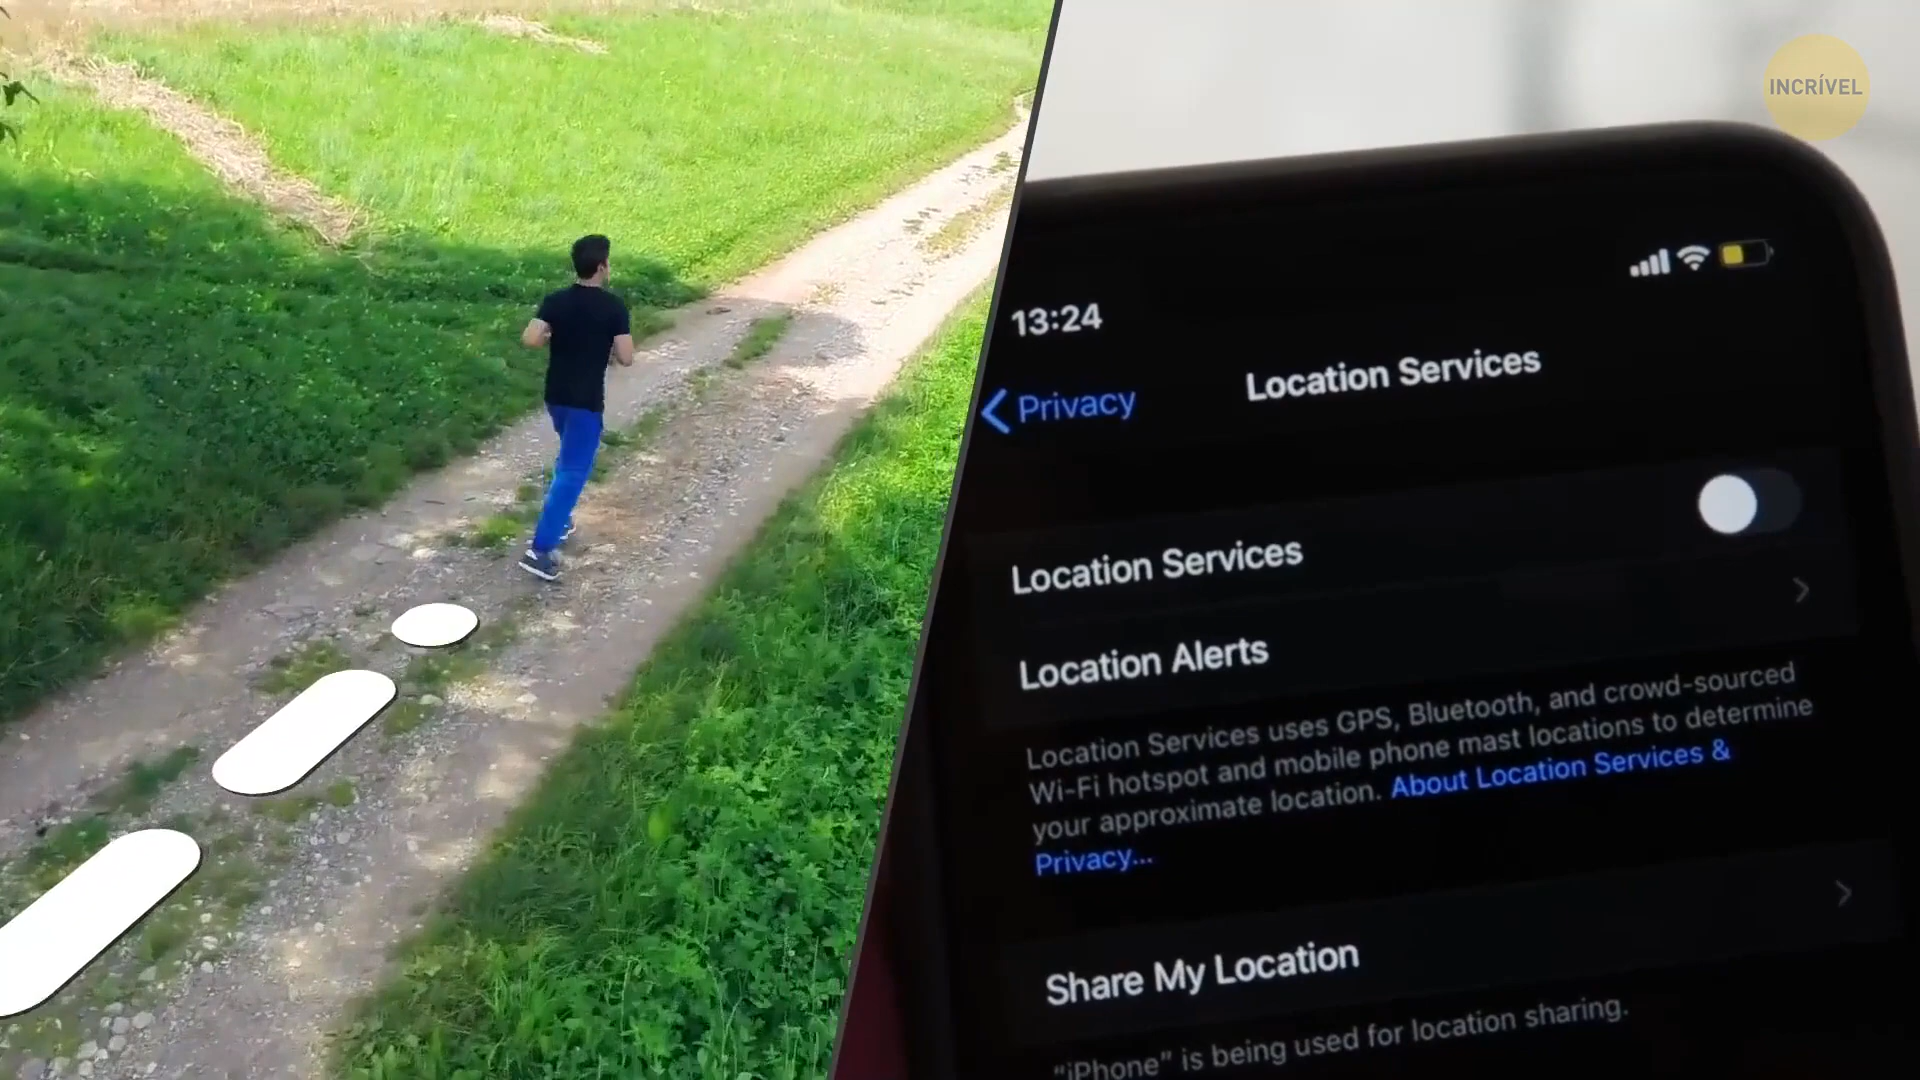 INCRÍVEL
13:24
Privacy
Location Services
Location Services
Location Alerts
Location Services uses GPS, Bluetooth, and crowd-sourced
Wi-Fi hotspot and mobile phone mast locations to determine
your approximate location. About Location Services &
Privacy...
Share My Location
“iPhone” is being used for location sharing.